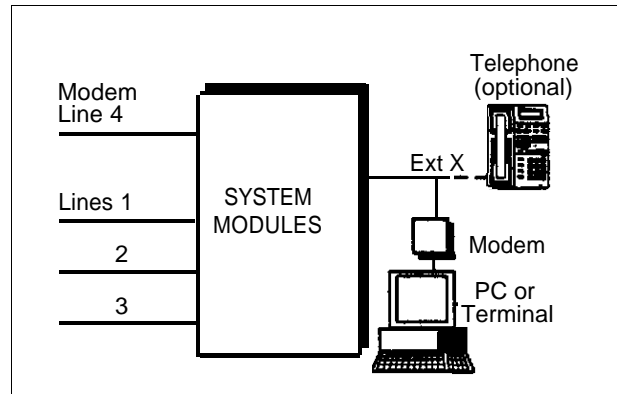 Modem
Line 4
Lines 1
2
3
SYSTEM
MODULES
Ext X
Telephone
(optional)
Modem
PC or
Terminal